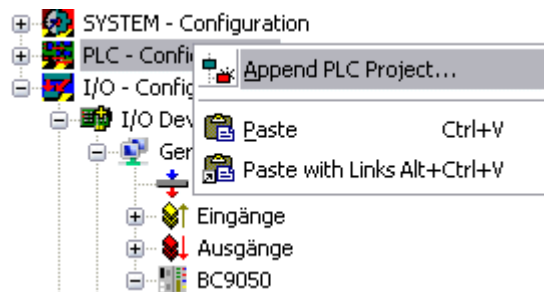 SYSTEM - Configuration
PLC - Confi
Append PLC Project...
I/O - Config
I/O Dev
Paste Ctrl+V
Ger
Paste with Links Alt+Ctrl+V
Eingänge
Ausgänge
BC9050